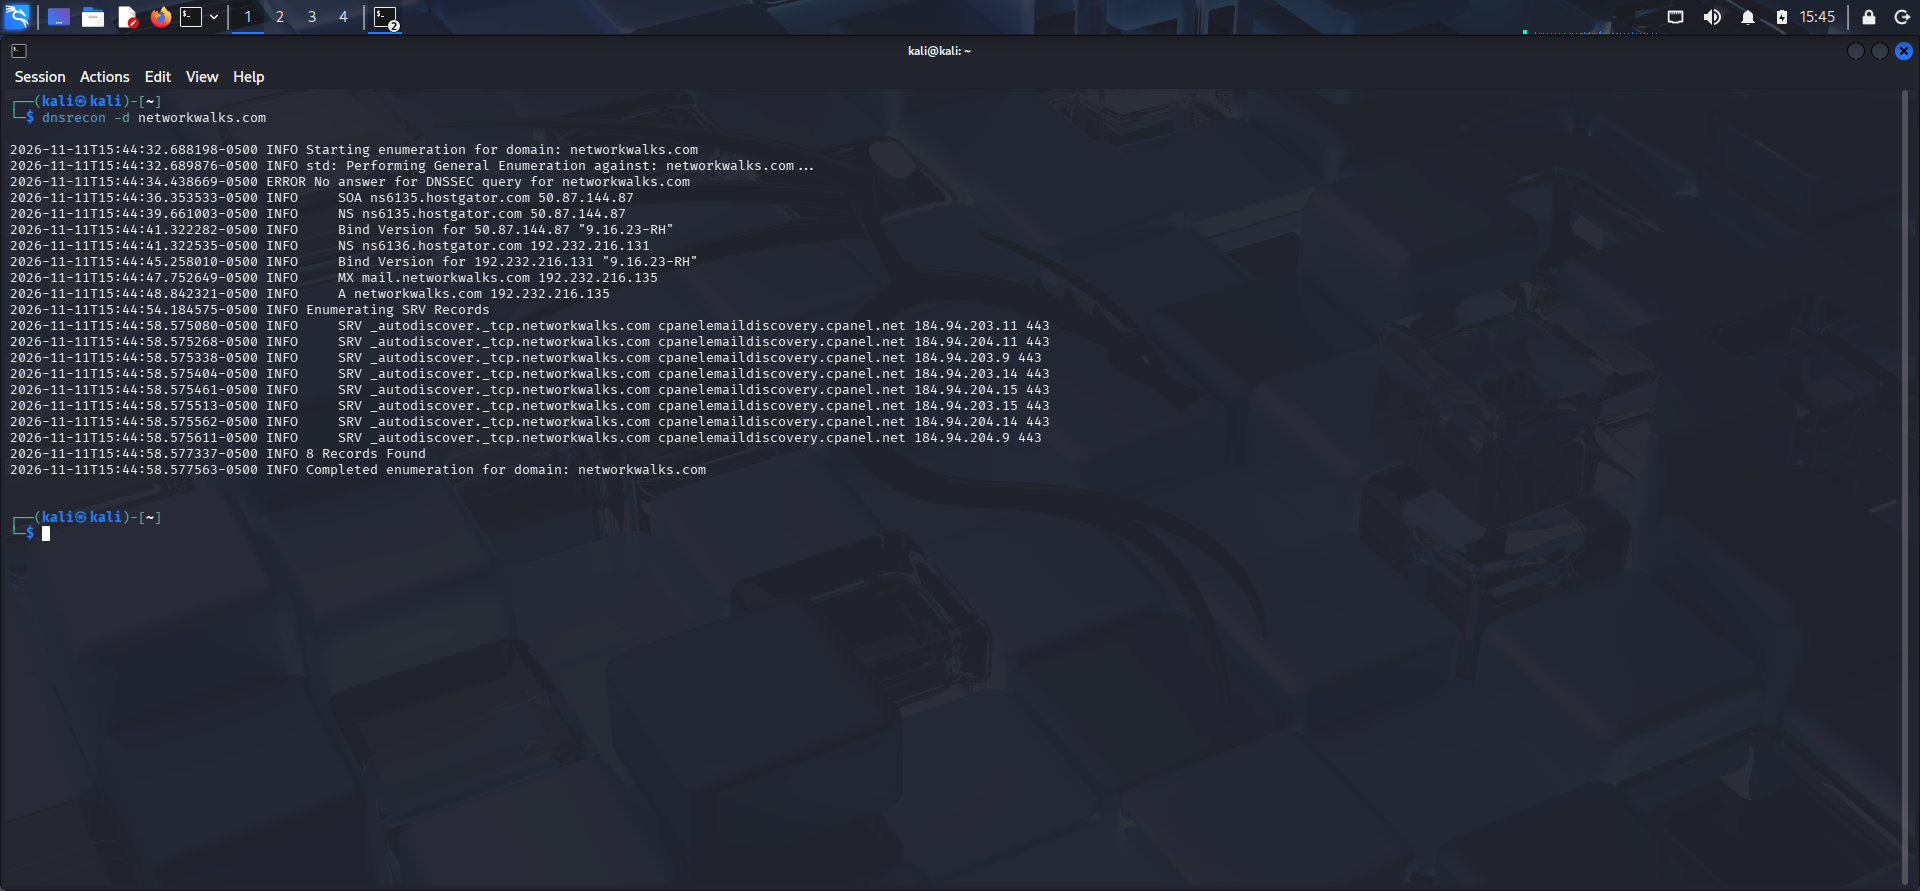 1 2 3 4 2 15:45
kali@kali: ~
Session Actions Edit View Help
┌──(kali㉿kali)-[~]
└─$ dnsrecon -d networkwalks.com
2026-11-11T15:44:32.688198-0500 INFO Starting enumeration for domain: networkwalks.com
2026-11-11T15:44:32.689876-0500 INFO std: Performing General Enumeration against: networkwalks.com...
2026-11-11T15:44:34.438669-0500 ERROR No answer for DNSSEC query for networkwalks.com
2026-11-11T15:44:36.353533-0500 INFO SOA ns6135.hostgator.com 50.87.144.87
2026-11-11T15:44:39.661003-0500 INFO NS ns6135.hostgator.com 50.87.144.87
2026-11-11T15:44:41.322282-0500 INFO Bind Version for 50.87.144.87 "9.16.23-RH"
2026-11-11T15:44:41.322535-0500 INFO NS ns6136.hostgator.com 192.232.216.131
2026-11-11T15:44:45.258010-0500 INFO Bind Version for 192.232.216.131 "9.16.23-RH"
2026-11-11T15:44:47.752649-0500 INFO MX mail.networkwalks.com 192.232.216.135
2026-11-11T15:44:48.842321-0500 INFO A networkwalks.com 192.232.216.135
2026-11-11T15:44:54.184575-0500 INFO Enumerating SRV Records
2026-11-11T15:44:58.575080-0500 INFO SRV _autodiscover._tcp.networkwalks.com cpanelemaildiscovery.cpanel.net 184.94.203.11 443
2026-11-11T15:44:58.575268-0500 INFO SRV _autodiscover._tcp.networkwalks.com cpanelemaildiscovery.cpanel.net 184.94.204.11 443
2026-11-11T15:44:58.575338-0500 INFO SRV _autodiscover._tcp.networkwalks.com cpanelemaildiscovery.cpanel.net 184.94.203.9 443
2026-11-11T15:44:58.575404-0500 INFO SRV _autodiscover._tcp.networkwalks.com cpanelemaildiscovery.cpanel.net 184.94.203.14 443
2026-11-11T15:44:58.575461-0500 INFO SRV _autodiscover._tcp.networkwalks.com cpanelemaildiscovery.cpanel.net 184.94.204.15 443
2026-11-11T15:44:58.575513-0500 INFO SRV _autodiscover._tcp.networkwalks.com cpanelemaildiscovery.cpanel.net 184.94.203.15 443
2026-11-11T15:44:58.575562-0500 INFO SRV _autodiscover._tcp.networkwalks.com cpanelemaildiscovery.cpanel.net 184.94.204.14 443
2026-11-11T15:44:58.575611-0500 INFO SRV _autodiscover._tcp.networkwalks.com cpanelemaildiscovery.cpanel.net 184.94.204.9 443
2026-11-11T15:44:58.577337-0500 INFO 8 Records Found
2026-11-11T15:44:58.577563-0500 INFO Completed enumeration for domain: networkwalks.com
┌──(kali㉿kali)-[~]
└─$